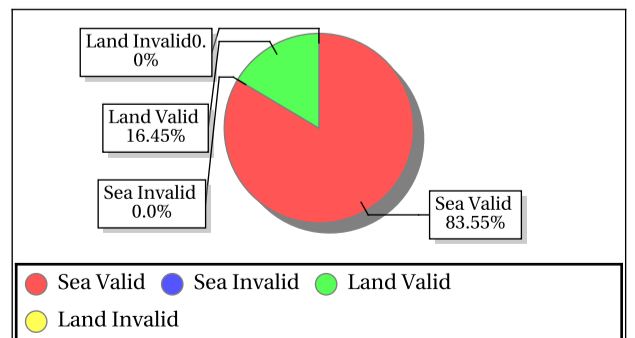 Land Invalid0.
0%
Land Valid
16.45%
Sea Invalid
0.0%
Sea Valid
83.55%
Sea Valid Sea Invalid Land Valid
Land Invalid